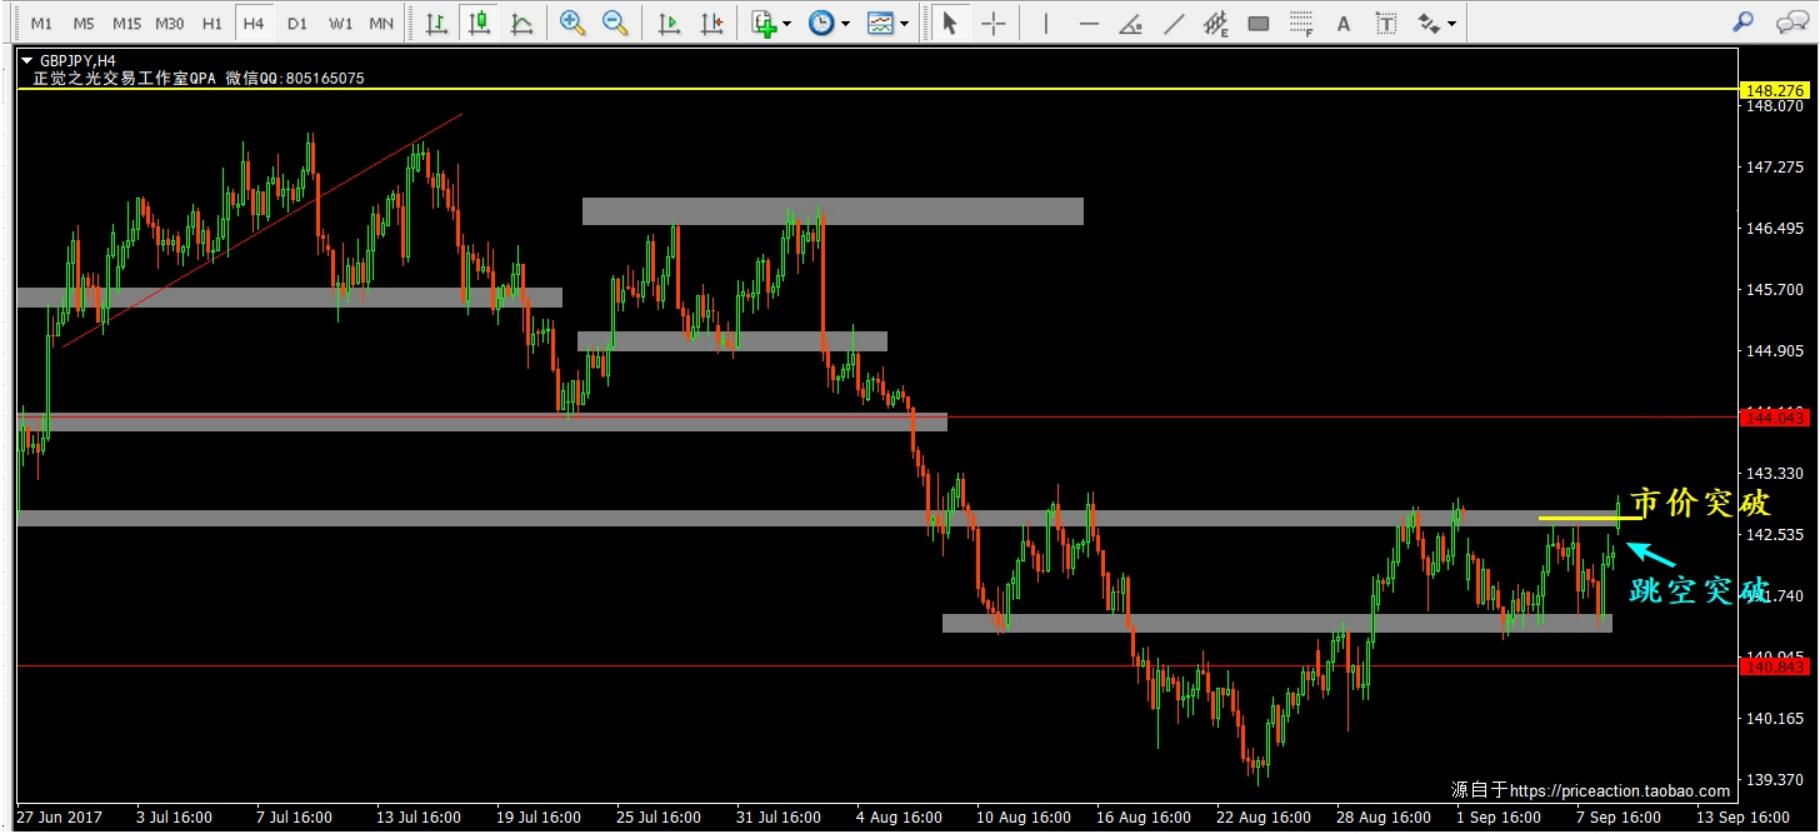 M1 M5 M15 M30 H1 H4 D1 W1 MN E F A T
GBPJPY,H4
正觉之光交易工作室QPA 微信QQ:805165075
148.276
148.070
147.275
146.495
145.700
144.905
144.043
143.330
市价突破
142.535
跳空突破
141.740
140.945
140.843
140.165
139.370
源自于https://priceaction.taobao.com
27 Jun 2017 3 Jul 16:00 7 Jul 16:00 13 Jul 16:00 19 Jul 16:00 25 Jul 16:00 31 Jul 16:00 4 Aug 16:00 10 Aug 16:00 16 Aug 16:00 22 Aug 16:00 28 Aug 16:00 1 Sep 16:00 7 Sep 16:00 13 Sep 16:00